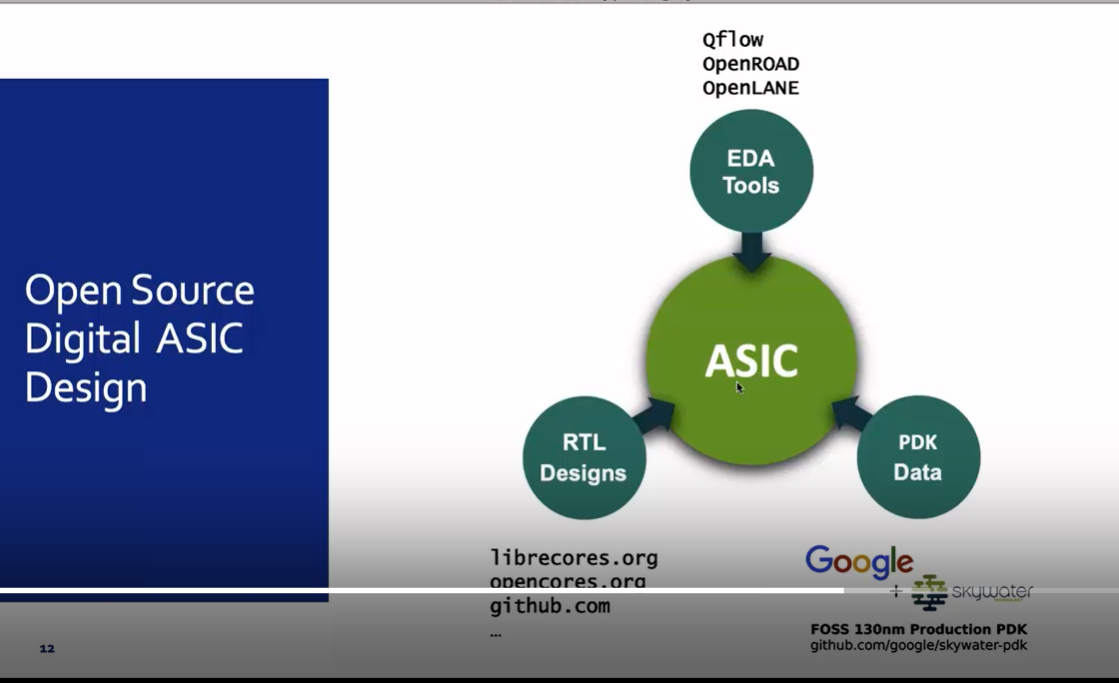 Qflow
OpenROAD
OpenLANE
EDA
Tools
Open Source
Digital ASIC
Design
ASIC
RTL
Designs
PDK
Data
librecores.org
opencores.org
github.com
...
Google
+ skywater
FOSS 130nm Production PDK
github.com/google/skywater-pdk
12